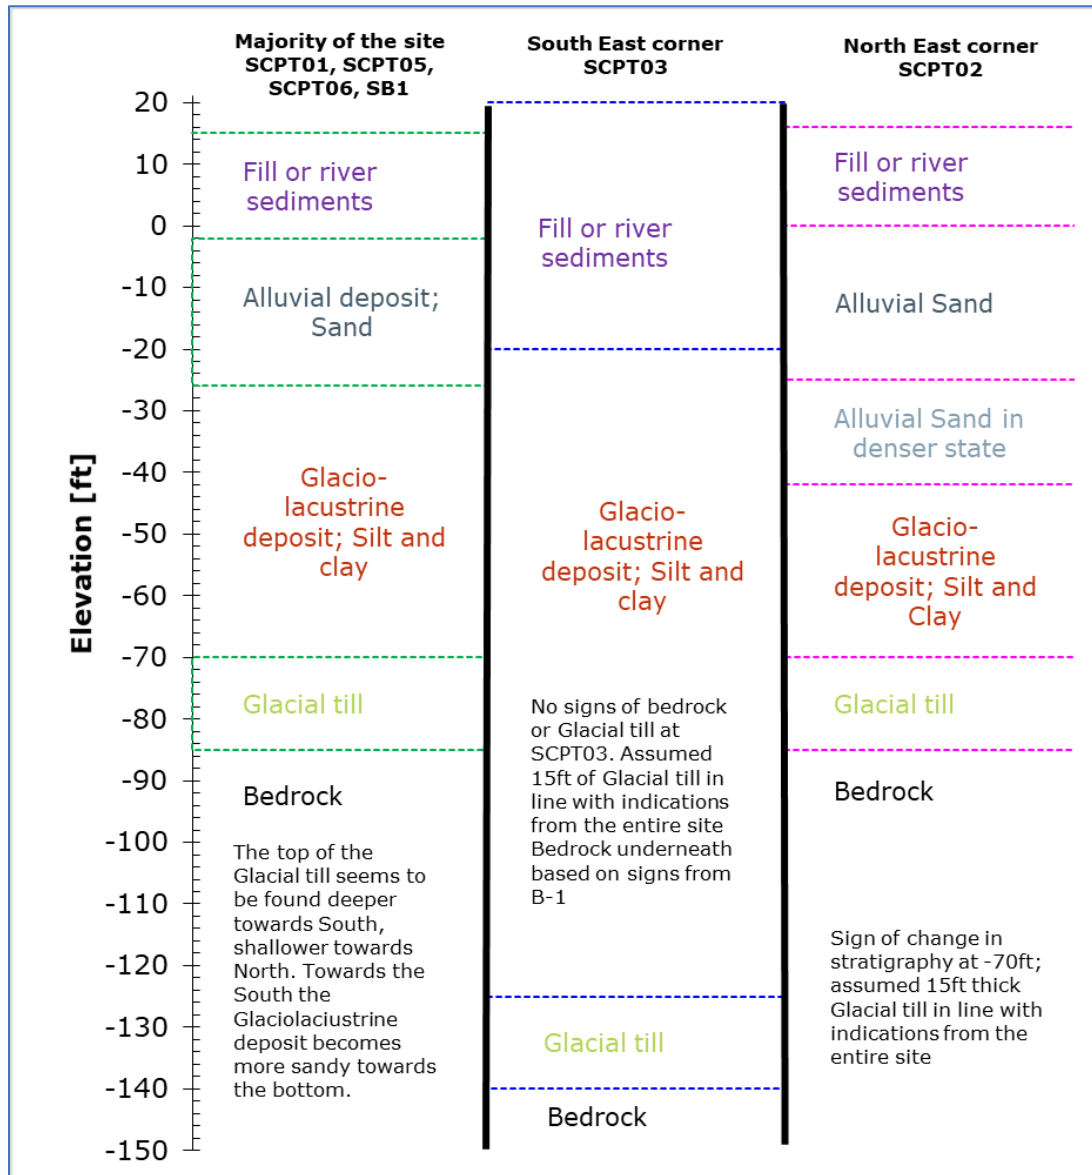 Majority of the site
SCPT01, SCPT05,
SCPT06, SB1
South East corner
SCPT03
North East corner
SCPT02
Elevation [ft]
20
10
0
-10
-20
-30
-40
-50
-60
-70
-80
-90
-100
-110
-120
-130
-140
-150
Fill or river
sediments
Alluvial deposit;
Sand
Glacio-
lacustrine
deposit; Silt and
clay
Glacial till
Bedrock
The top of the
Glacial till seems to
be found deeper
towards South,
shallower towards
North. Towards the
South the
Glaciolaciustrine
deposit becomes
more sandy towards
the bottom.
Fill or river
sediments
Glacio-
lacustrine
deposit; Silt and
clay
No signs of bedrock
or Glacial till at
SCPT03. Assumed
15ft of Glacial till in
line with indications
from the entire site
Bedrock underneath
based on signs from
B-1
Glacial till
Bedrock
Fill or river
sediments
Alluvial Sand
Alluvial Sand in
denser state
Glacio-
lacustrine
deposit; Silt and
Clay
Glacial till
Bedrock
Sign of change in
stratigraphy at -70ft;
assumed 15ft thick
Glacial till in line with
indications from the
entire site